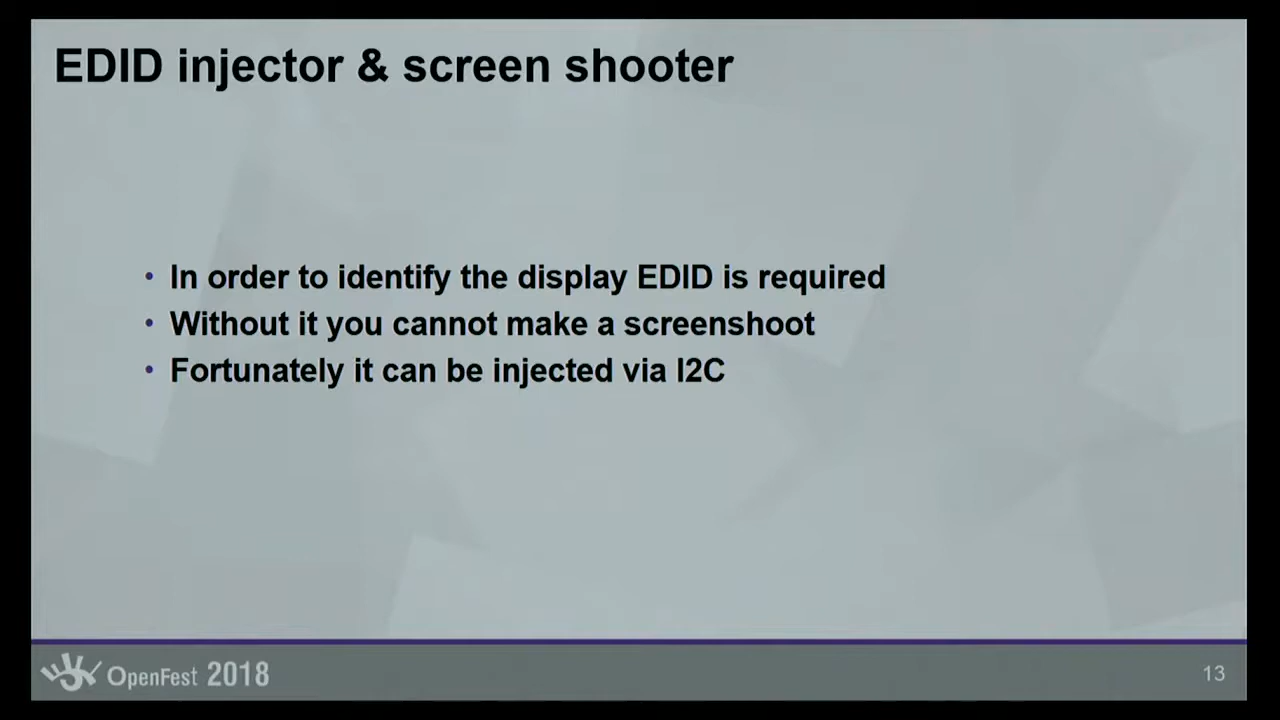 EDID injector & screen shooter
• In order to identify the display EDID is required
• Without it you cannot make a screenshoot
• Fortunately it can be injected via I2C
OpenFest 2018
13